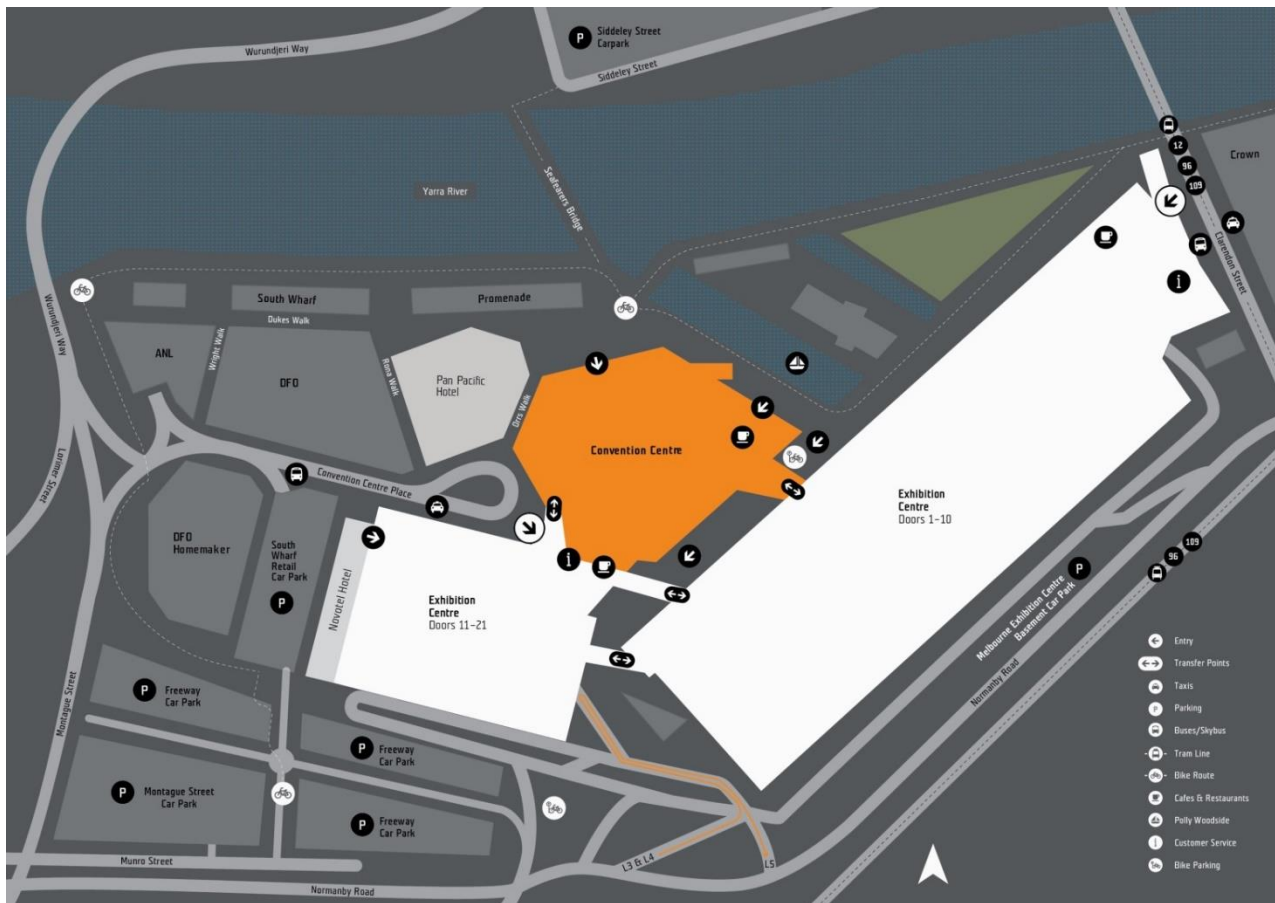 Siddeley Street
Carpark
Wurundjeri Way
Siddeley Street
Crown
12
96
109
Yarra River
Seafarers Bridge
Clarendon Street
South Wharf
Promenade
Dukes Walk
Wurundjeri Way
ANL
Wright Walk
DFO
Rona Walk
Pan Pacific
Hotel
Orrs Walk
Convention Centre
Lorimer Street
Convention Centre Place
Exhibition
Centre
Doors 1-10
DFO
Homemaker
South
Wharf
Retail
Car Park
P
Novotel Hotel
Exhibition
Centre
Doors 11-21
109
96
Melbourne Exhibition Centre
Basement Car Park
P
Normanby Road
Montague Street
P
Freeway
Car Park
P
Freeway
Car Park
P
Montague Street
Car Park
P
Freeway
Car Park
Munro Street
Normanby Road
L3 & L4
L5
P
i
i
Entry
Transfer Points
Taxis
P
Parking
Buses/Skybus
Tram Line
Bike Route
Cafes & Restaurants
Polly Woodside
i
Customer Service
Bike Parking